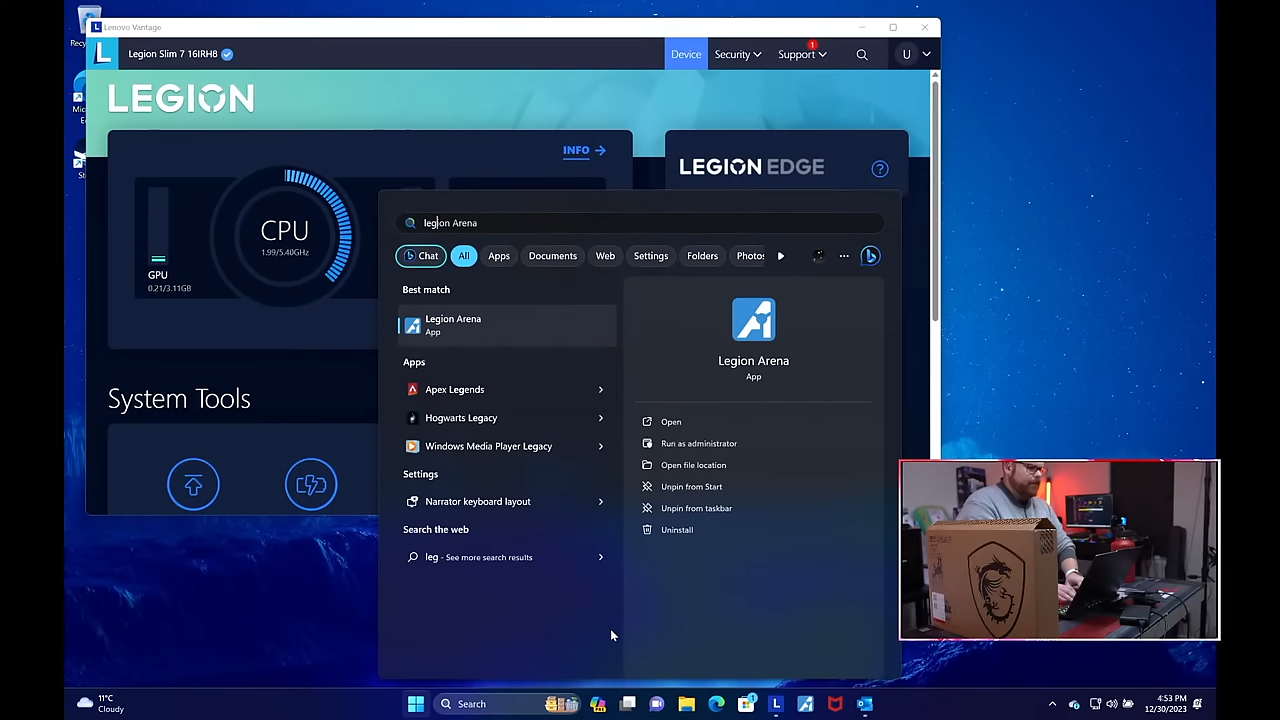 Lenovo Vantage
Legion Slim 7 16IRH8
Device
Security
Support
1
U
LEGION
INFO
LEGION EDGE
?
CPU
1.99/5.40GHz
GPU
0.21/3.11GB
System Tools
legion Arena
Chat
All
Apps
Documents
Web
Settings
Folders
Photos
Best match
Legion Arena
App
Apps
Apex Legends
Hogwarts Legacy
Windows Media Player Legacy
Settings
Narrator keyboard layout
Search the web
leg - See more search results
Legion Arena
App
Open
Run as administrator
Open file location
Unpin from Start
Unpin from taskbar
Uninstall
11°C
Cloudy
Search
4:53 PM
12/30/2023